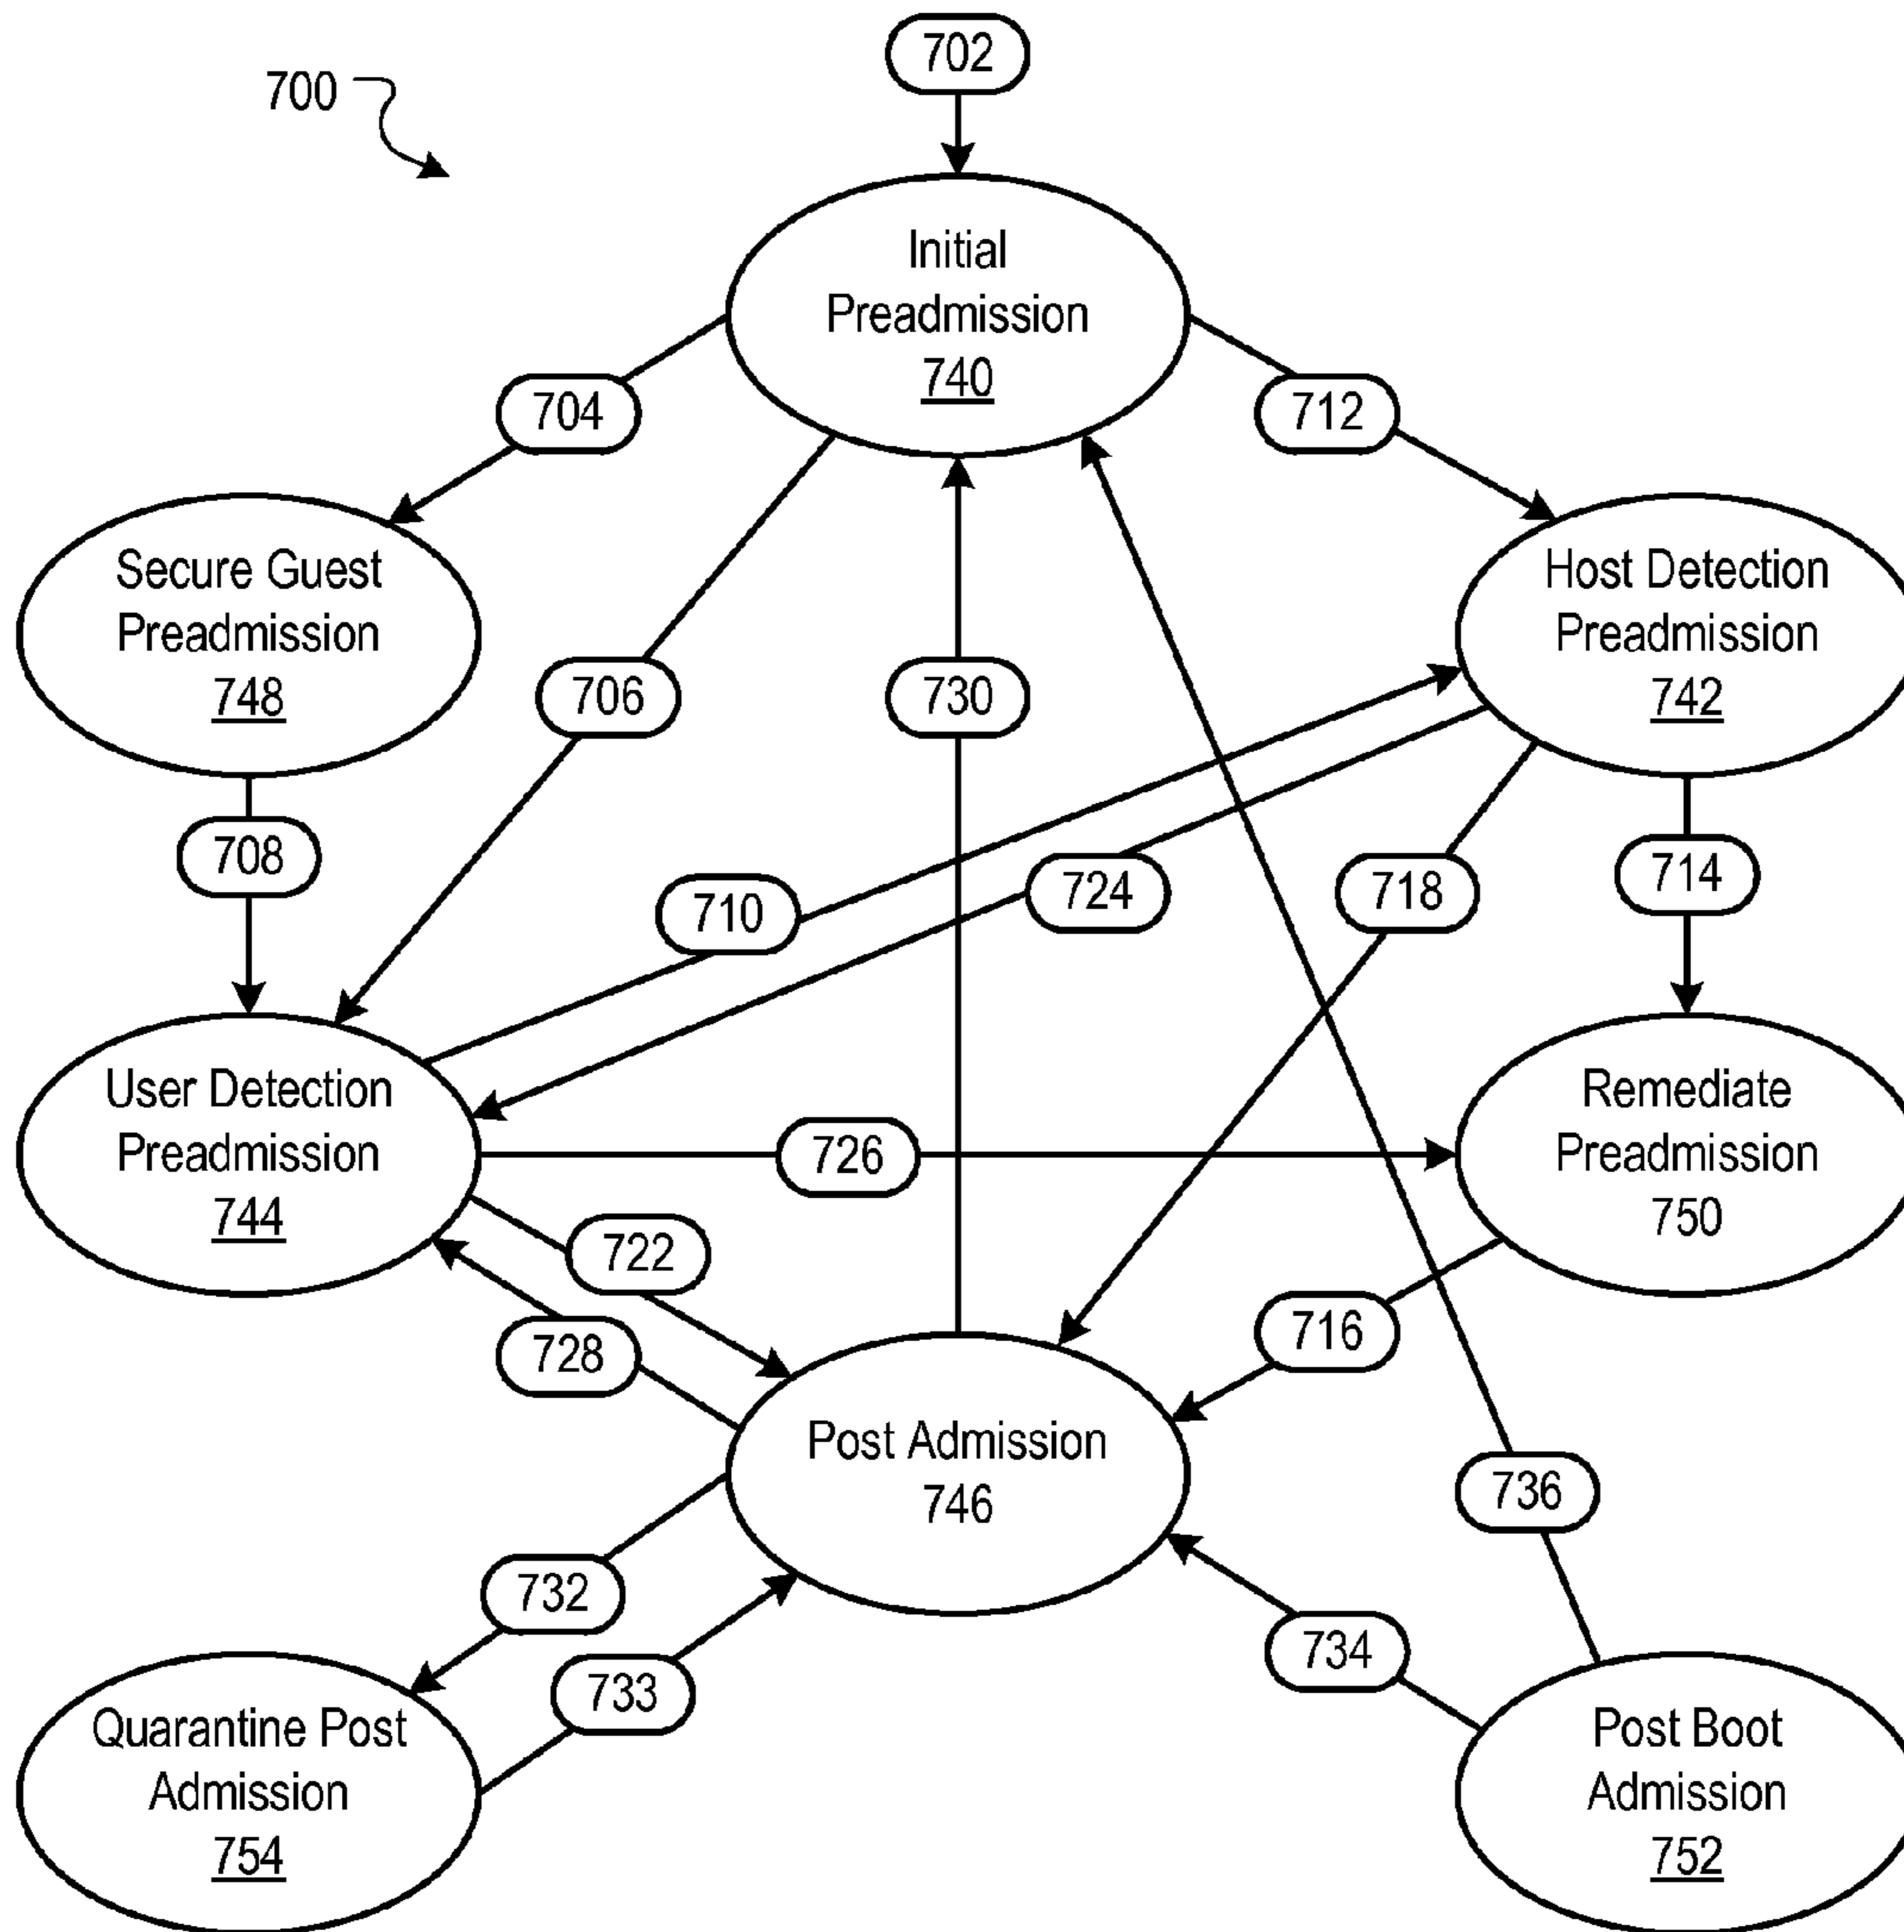 702
700
Initial
Preadmission
740
704
712
Secure Guest
Preadmission
748
Host Detection
Preadmission
742
706
730
708
710
724
718
714
User Detection
Preadmission
744
726
Remediate
Preadmission
750
722
728
716
Post Admission
746
736
732
733
734
Quarantine Post
Admission
754
Post Boot
Admission
752